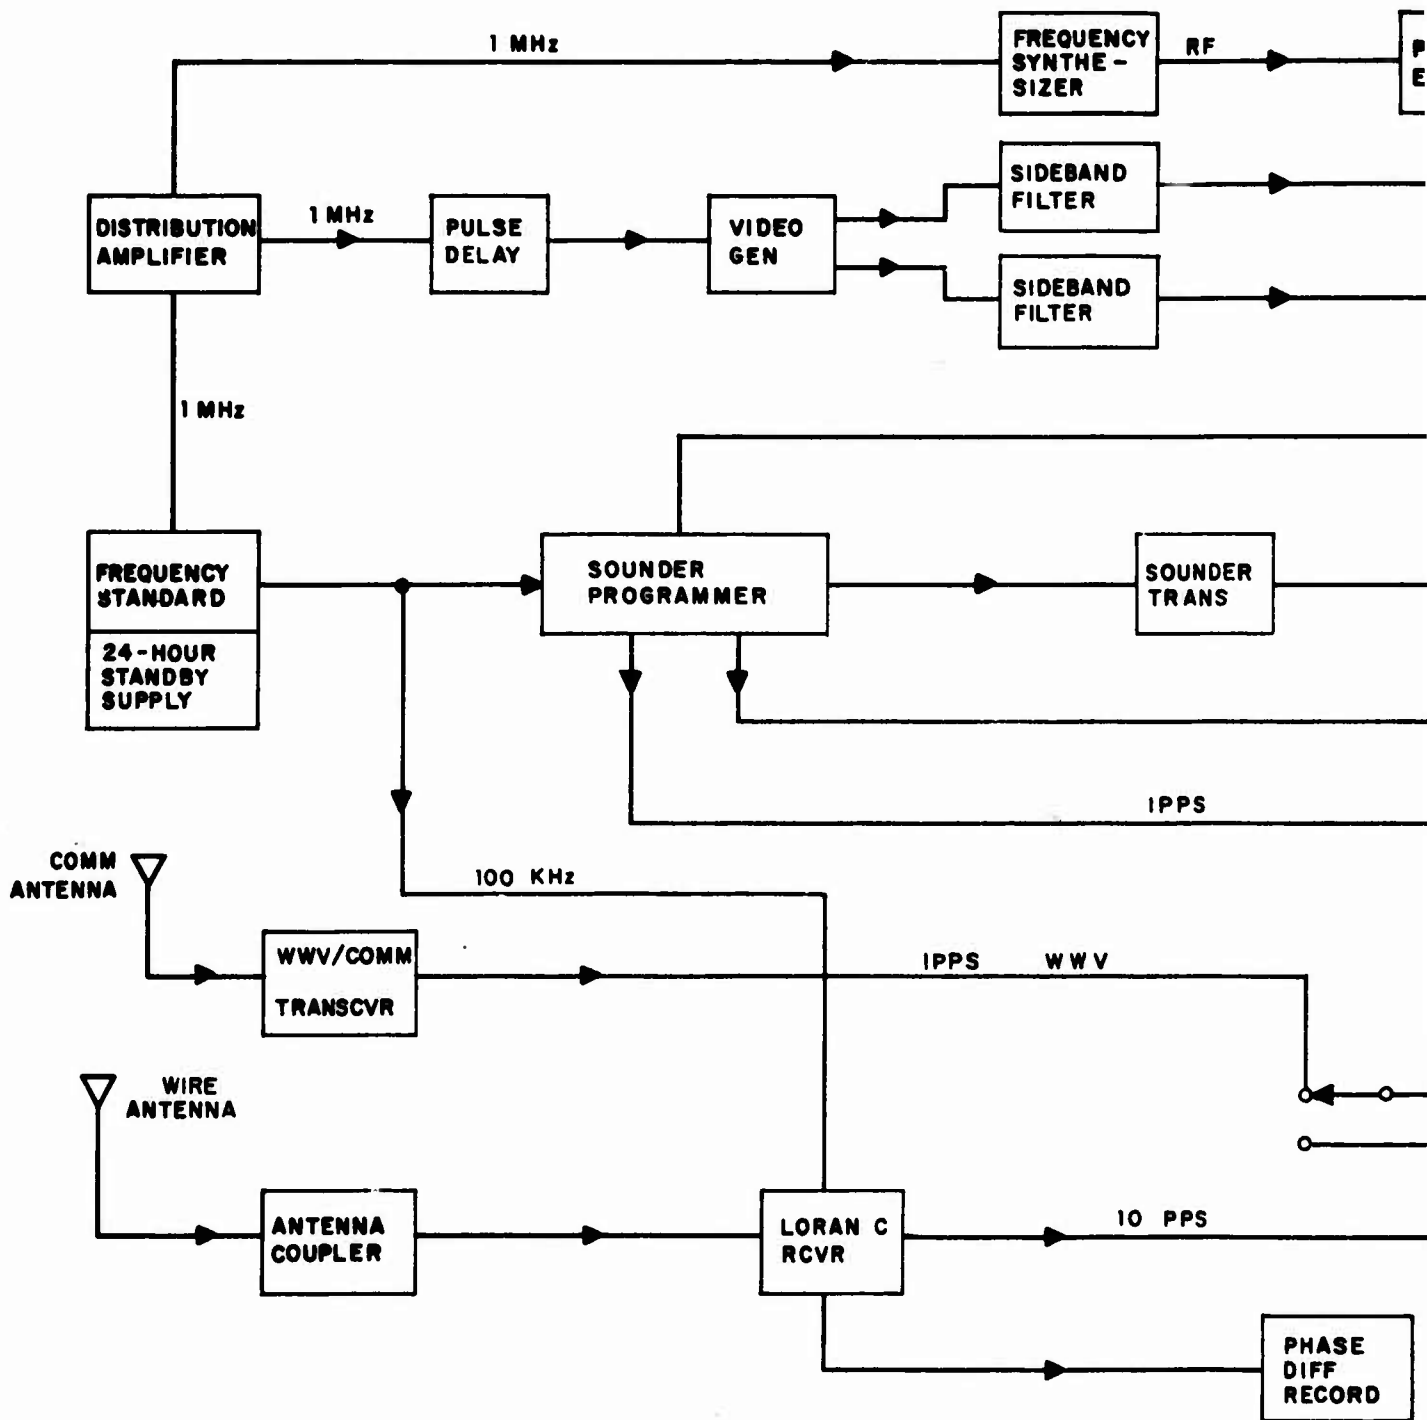 1 MHz
FREQUENCY
SYNTHE-
SIZER
RF
SIDEBAND
FILTER
DISTRIBUTION
AMPLIFIER
1 MHz
PULSE
DELAY
VIDEO
GEN
SIDEBAND
FILTER
1 MHz
FREQUENCY
STANDARD
24-HOUR
STANDBY
SUPPLY
SOUNDER
PROGRAMMER
SOUNDER
TRANS
1PPS
COMM
ANTENNA
100 KHz
WWV/COMM
TRANSCVR
1PPS WWV
WIRE
ANTENNA
ANTENNA
COUPLER
LORAN C
RCVR
10 PPS
PHASE
DIFF
RECORD